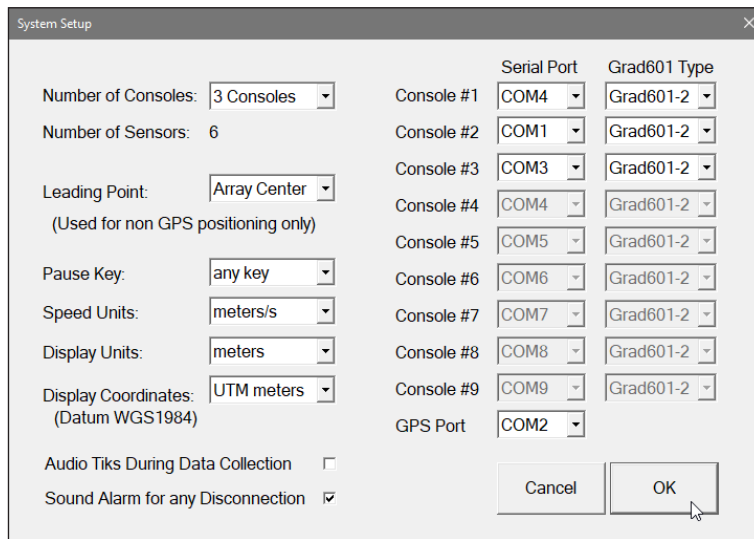 System Setup
Serial Port Grad601 Type
Number of Consoles: 3 Consoles
Console #1 COM4 Grad601-2
Number of Sensors: 6
Console #2 COM1 Grad601-2
Console #3 COM3 Grad601-2
Leading Point: Array Center
Console #4 COM4 Grad601-2
(Used for non GPS positioning only)
Console #5 COM5 Grad601-2
Pause Key: any key
Console #6 COM6 Grad601-2
Speed Units: meters/s
Console #7 COM7 Grad601-2
Display Units: meters
Console #8 COM8 Grad601-2
Display Coordinates: UTM meters
Console #9 COM9 Grad601-2
(Datum WGS1984)
GPS Port COM2
Audio Tiks During Data Collection
Sound Alarm for any Disconnection
Cancel OK